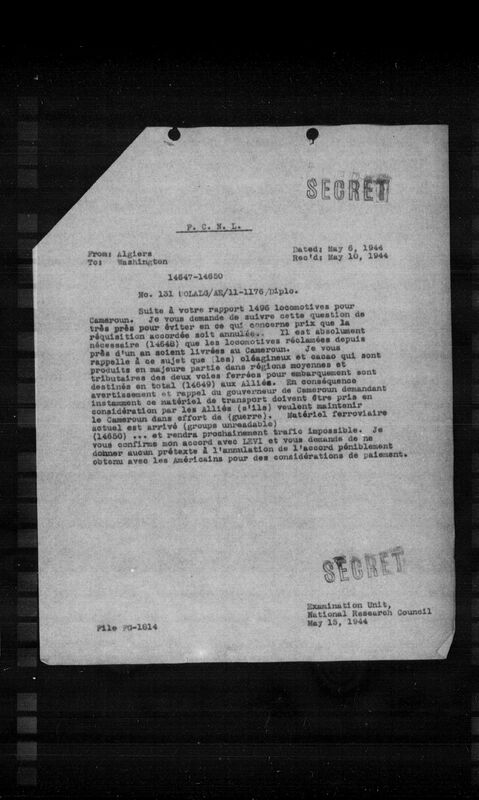 SECRET
F. C. N. L.
From: Algiers
To: Washington
Dated: May 6, 1944
Rec'd: May 10, 1944
14647-14650
No. 131 /AE/11-1176/Diplo.
Suite à votre rapport 1496 locomotives pour
Cameroun. Je vous demande de suivre cette question de
très près pour éviter en ce qui concerne prix que la
réquisition accordée soit annulée. Il est absolument
nécessaire (14648) que les locomotives réclamées depuis
près d'un an soient livrées au Cameroun. Je vous
rappelle à ce sujet que (les) oléagineux et cacao qui sont
produits en majeure partie dans régions moyennes et
tributaires des deux voies ferrées pour embarquement sont
destinés en total (14649) aux Alliés. En conséquence
avertissement et rappel du gouverneur de Cameroun demandant
instamment ce matériel de transport doivent être pris en
considération par les Alliés (s'ils) veulent maintenir
le Cameroun dans effort de (guerre). Matériel ferroviaire
actuel est arrivé (groups unreadable)
(14650) ... et rendra prochainement trafic impossible. Je
vous confirme mon accord avec LEVI et vous demande de ne
donner aucun prétexte à l'annulation de l'accord péniblement
obtenu avec les Américains pour des considérations de paiement.
SECRET
Examination Unit,
National Research Council
May 15, 1944
File FG-1614